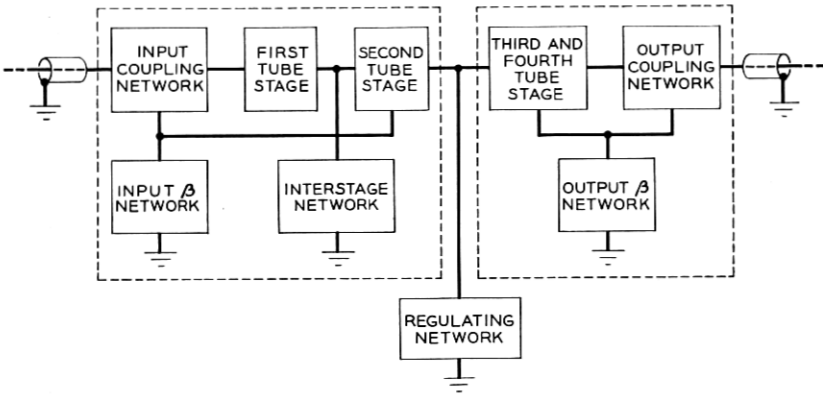 INPUT
COUPLING
NETWORK
FIRST
TUBE
STAGE
SECOND
TUBE
STAGE
THIRD AND
FOURTH
TUBE
STAGE
OUTPUT
COUPLING
NETWORK
INPUT β
NETWORK
INTERSTAGE
NETWORK
OUTPUT β
NETWORK
REGULATING
NETWORK